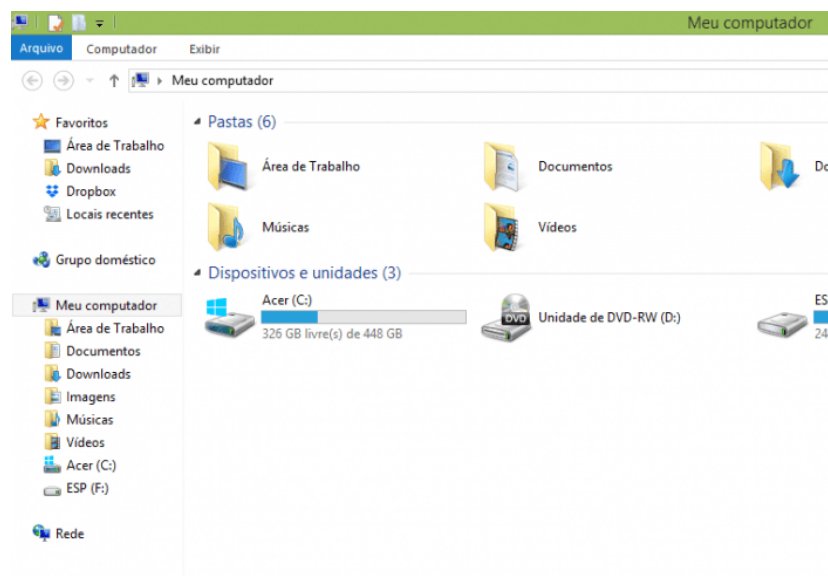 Meu computador
Arquivo Computador Exibir
Meu computador
Favoritos
Área de Trabalho
Downloads
Dropbox
Locais recentes
Grupo doméstico
Meu computador
Área de Trabalho
Documentos
Downloads
Imagens
Músicas
Vídeos
Acer (C:)
ESP (F:)
Rede
Pastas (6)
Área de Trabalho
Documentos
Músicas
Vídeos
Dispositivos e unidades (3)
Acer (C:)
326 GB livre(s) de 448 GB
DVD
Unidade de DVD-RW (D:)